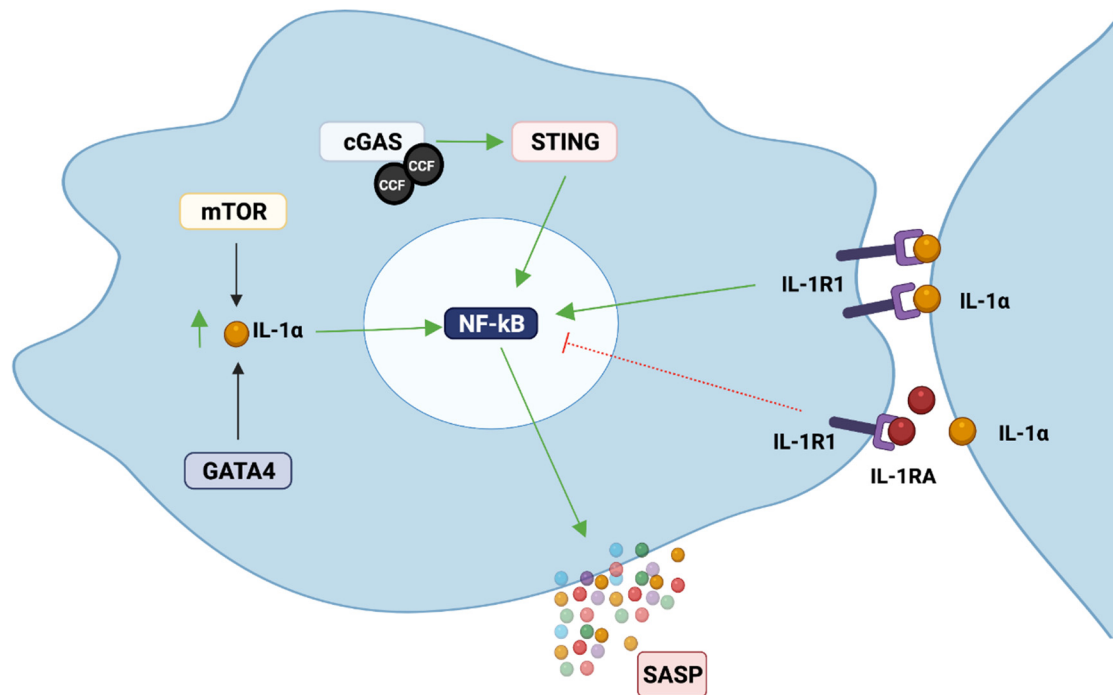 cGAS
STING
CCF
CCF
mTOR
IL-1R1
IL-1α
NF-kB
IL-1α
IL-1R1
IL-1α
GATA4
IL-1RA
SASP